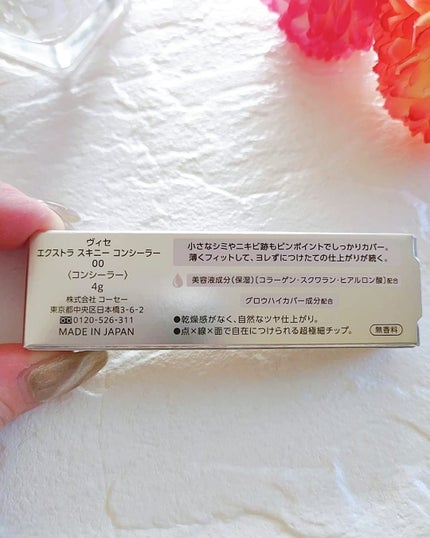 ヴィセ
エクストラ スキニー コンシーラー
00
〈コンシーラー〉
4g
株式会社 コーセー
東京都中央区日本橋3-6-2
0120-526-311
MADE IN JAPAN
小さなシミやニキビ跡もピンポイントでしっかりカバー。
薄くフィットして、ヨレずにつけたての仕上がりが続く。
美容液成分(保湿)(コラーゲン・スクワラン・ヒアルロン酸)配合
グロウハイカバー成分配合
●乾燥感がなく、自然なツヤ仕上がり。
●点×線×面で自在につけられる超極細チップ。
無香料